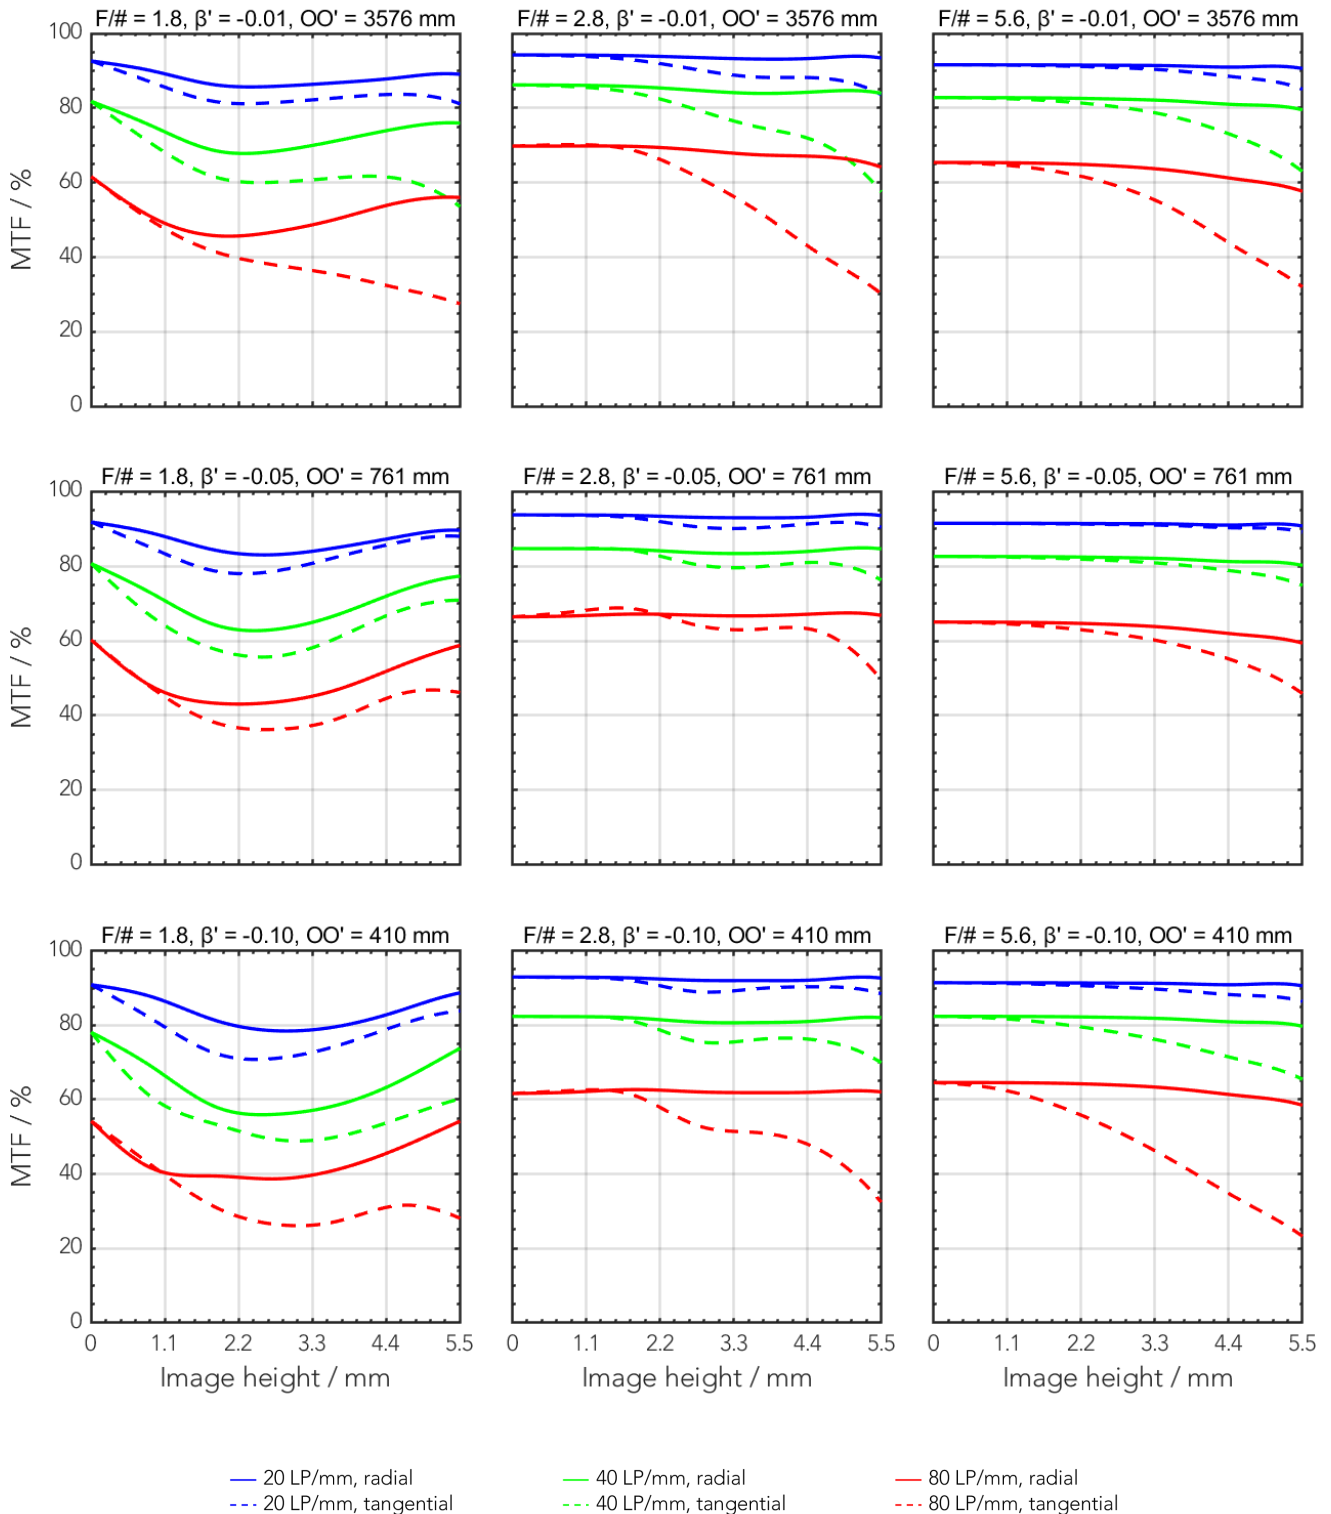 F/# = 1.8, β' = -0.01, OO' = 3576 mm
F/# = 2.8, β' = -0.01, OO' = 3576 mm
F/# = 5.6, β' = -0.01, OO' = 3576 mm
100
80
60
40
20
0
MTF / %
F/# = 1.8, β' = -0.05, OO' = 761 mm
F/# = 2.8, β' = -0.05, OO' = 761 mm
F/# = 5.6, β' = -0.05, OO' = 761 mm
100
80
60
40
20
0
MTF / %
F/# = 1.8, β' = -0.10, OO' = 410 mm
F/# = 2.8, β' = -0.10, OO' = 410 mm
F/# = 5.6, β' = -0.10, OO' = 410 mm
100
80
60
40
20
0
MTF / %
0 1.1 2.2 3.3 4.4 5.5
0 1.1 2.2 3.3 4.4 5.5
0 1.1 2.2 3.3 4.4 5.5
Image height / mm
Image height / mm
Image height / mm
20 LP/mm, radial
40 LP/mm, radial
80 LP/mm, radial
20 LP/mm, tangential
40 LP/mm, tangential
80 LP/mm, tangential